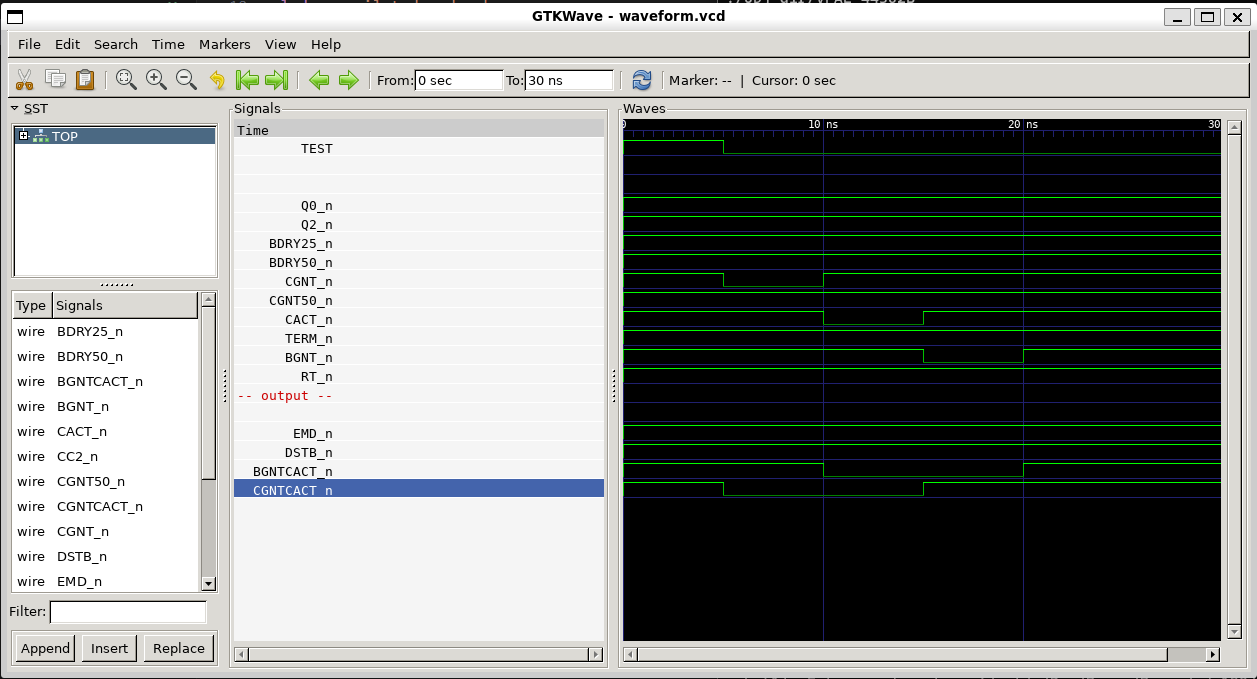 GTKWave - waveform.vcd
File Edit Search Time Markers View Help
From: 0 sec To: 30 ns Marker: -- | Cursor: 0 sec
SST
TOP
Type Signals
wire BDRY25_n
wire BDRY50_n
wire BGNTCACT_n
wire BGNT_n
wire CACT_n
wire CC2_n
wire CGNT50_n
wire CGNTCACT_n
wire CGNT_n
wire DSTB_n
wire EMD_n
Filter:
Append Insert Replace
Signals
Time
TEST
Q0_n
Q2_n
BDRY25_n
BDRY50_n
CGNT_n
CGNT50_n
CACT_n
TERM_n
BGNT_n
RT_n
-- output --
EMD_n
DSTB_n
BGNTCACT_n
CGNTCACT_n
Waves
0 10 ns 20 ns 30